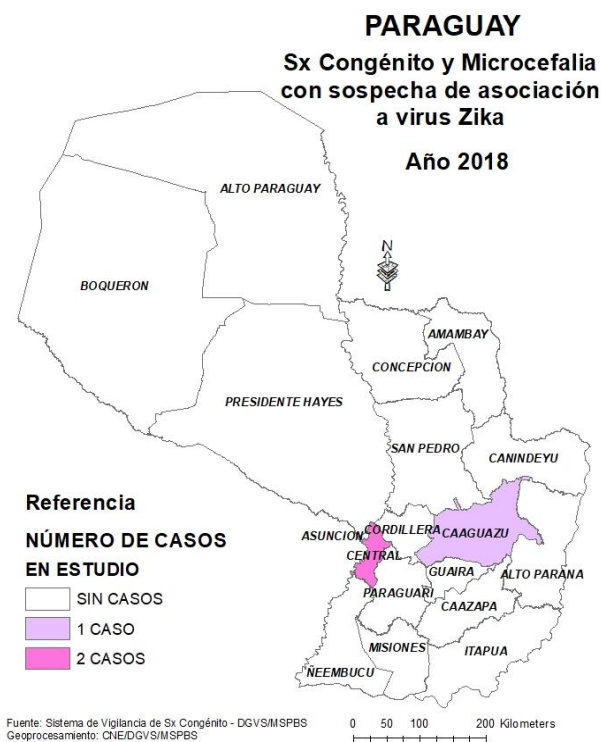 PARAGUAY
Sx Congénito y Microcefalia
con sospecha de asociación
a virus Zika
Año 2018
ALTO PARAGUAY
N
BOQUERON
AMAMBAY
CONCEPCION
PRESIDENTE HAYES
SAN PEDRO
CANINDEYU
Referencia
ASUNCION
CORDILLERA
CAAGUAZU
NÚMERO DE CASOS
EN ESTUDIO
CENTRAL
GUAIRA
ALTO PARANA
SIN CASOS
PARAGUARI
CAAZAPA
1 CASO
MISIONES
ITAPUA
2 CASOS
ÑEEMBUCU
Fuente: Sistema de Vigilancia de Sx Congénito - DGVS/MSPBS
Geoprocesamiento: CNE/DGVS/MSPBS
0 50 100 200 Kilometers